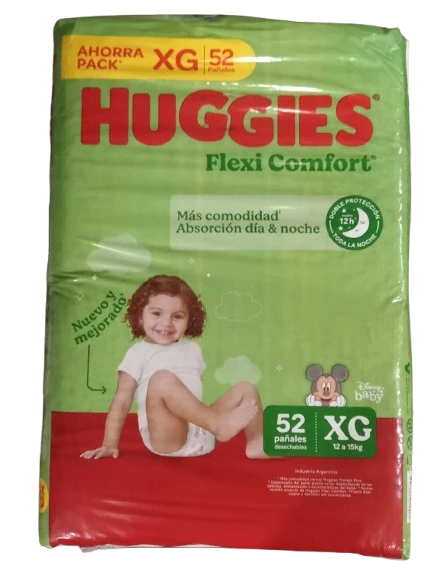 AHORRA
PACK*
XG
52
Pañales
HUGGIES
Flexi Comfort
Más comodidad
Absorción día & noche
DOBLE PROTECCIÓN
12h
TODA LA NOCHE
Nuevo y
mejorado
Disney
baby
52
pañales
desechables
XG
12 a 15kg
Industria Argentina